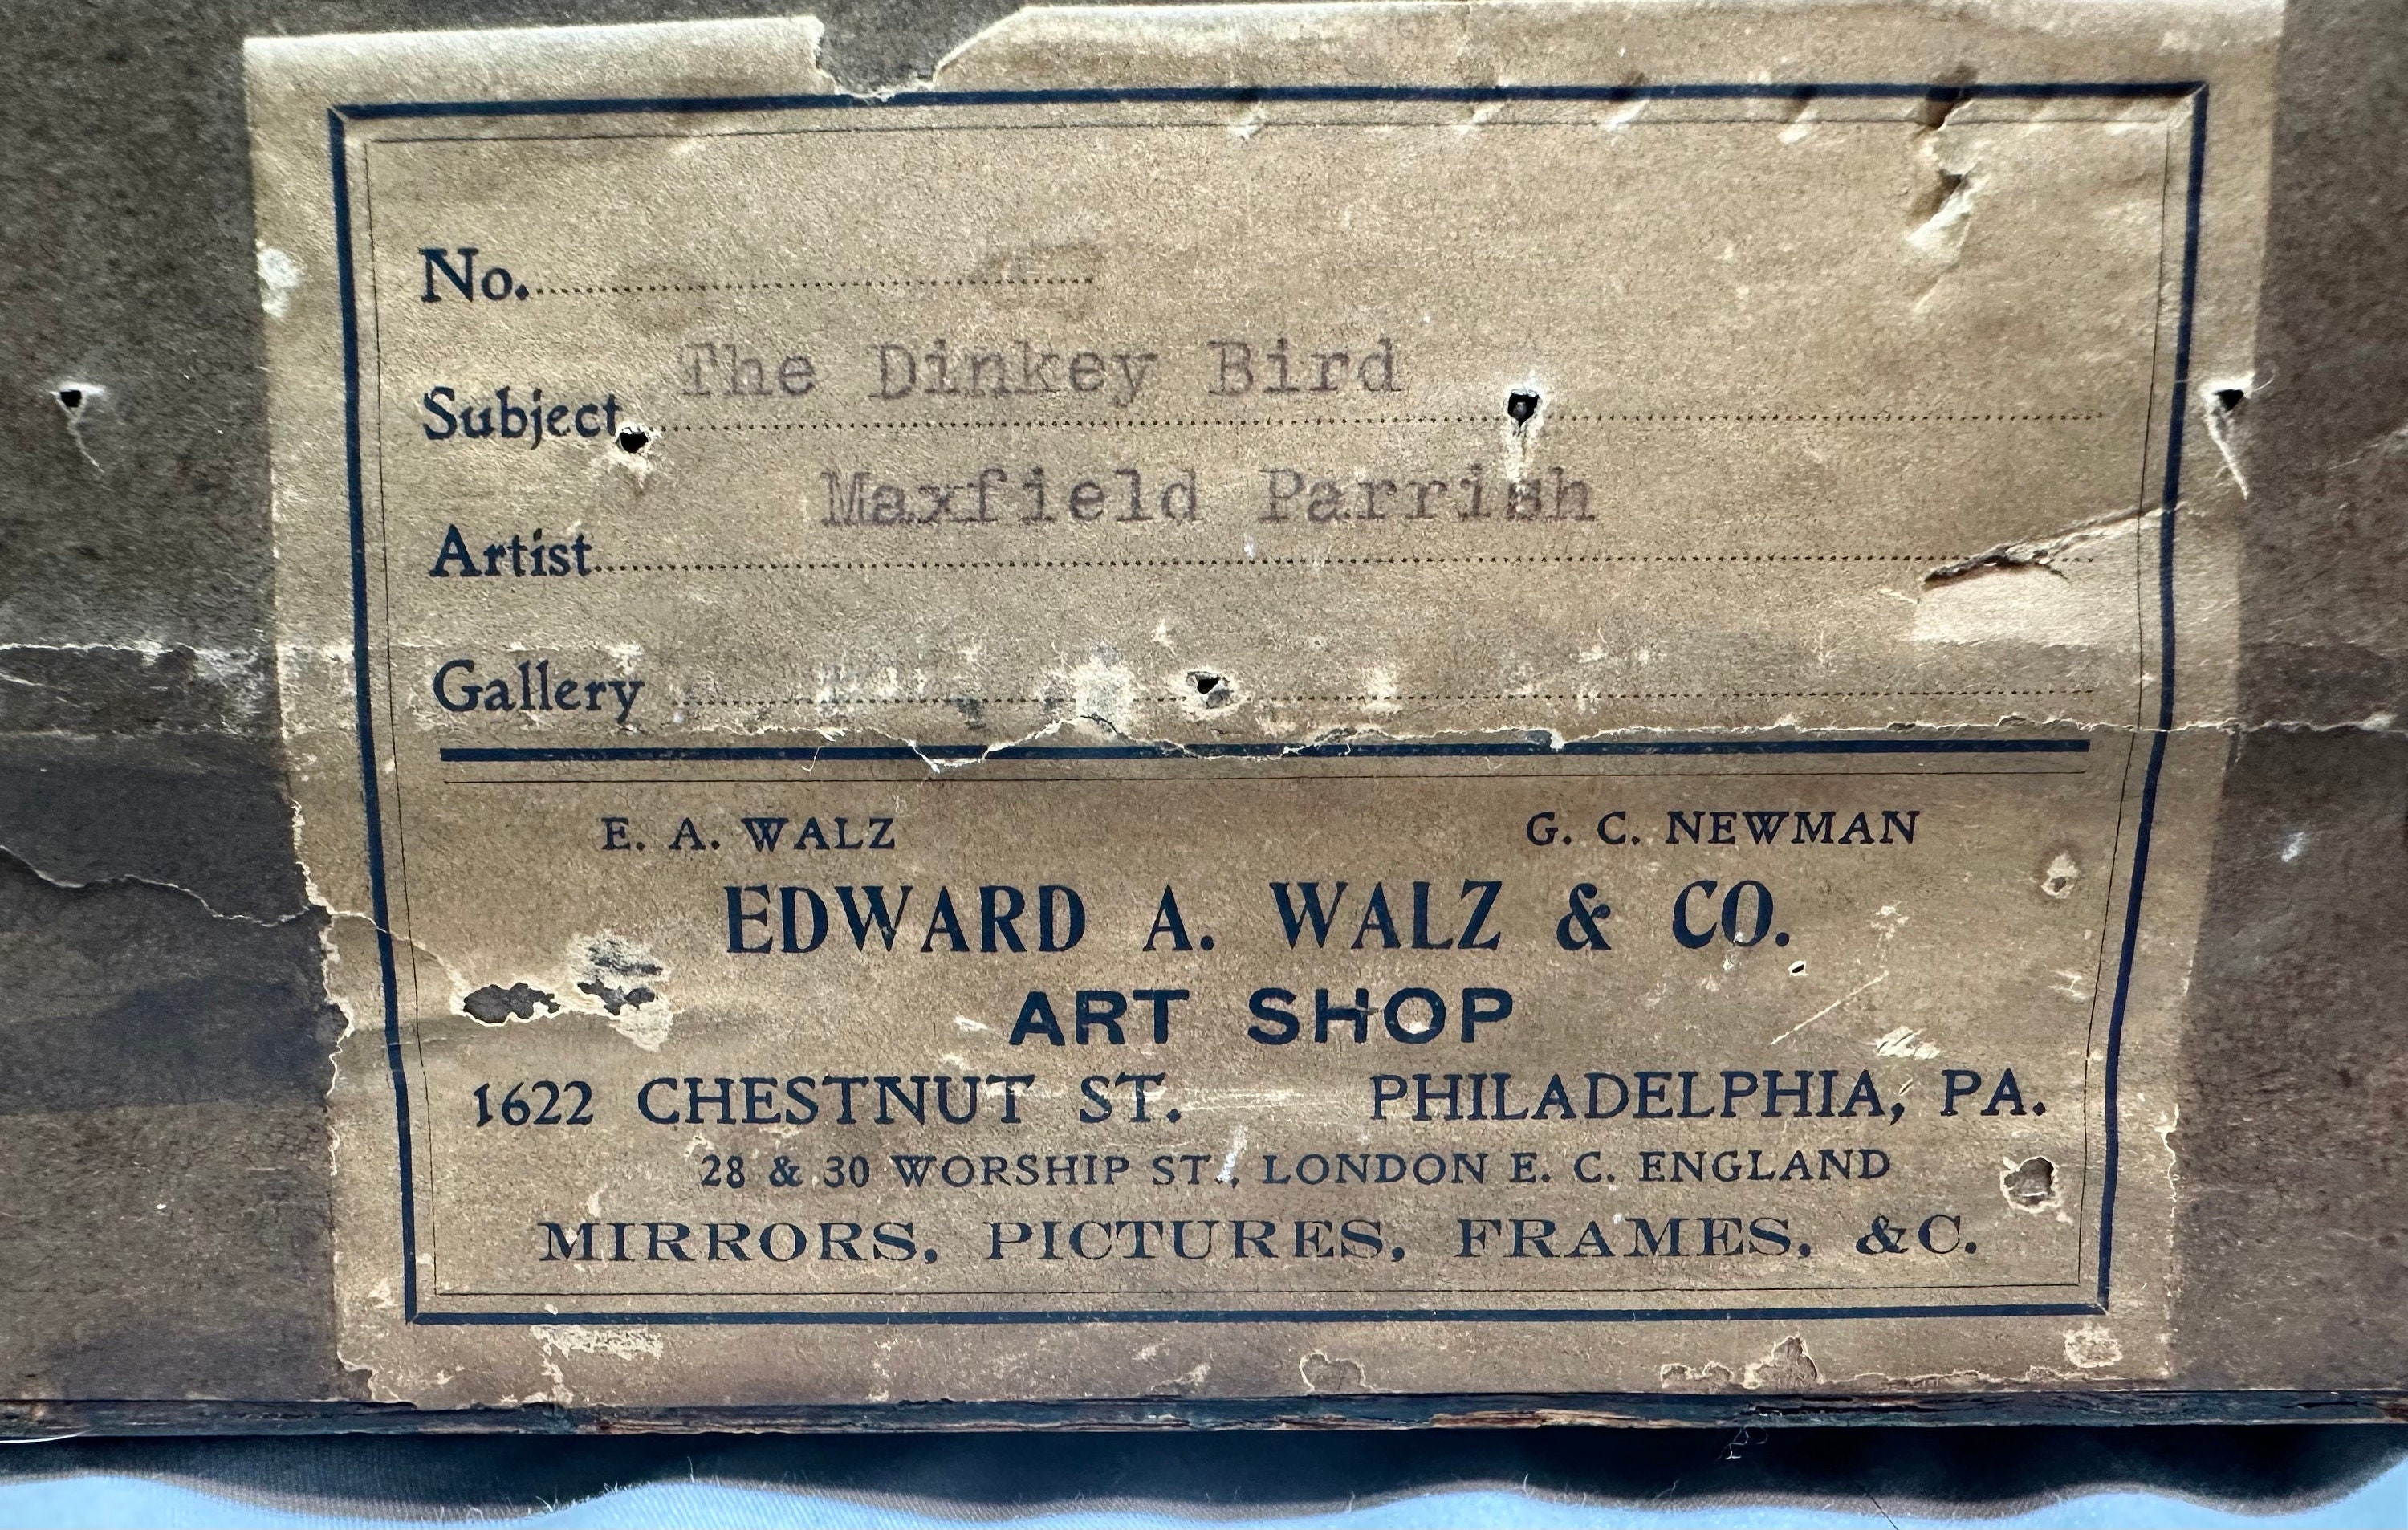 No.
The Dinkey Bird
Subject
Maxfield Parrish
Artist
Gallery
E. A. WALZ G. C. NEWMAN
EDWARD A. WALZ & CO.
ART SHOP
1622 CHESTNUT ST. PHILADELPHIA, PA.
28 & 30 WORSHIP ST., LONDON E. C. ENGLAND
MIRRORS, PICTURES, FRAMES, &C.